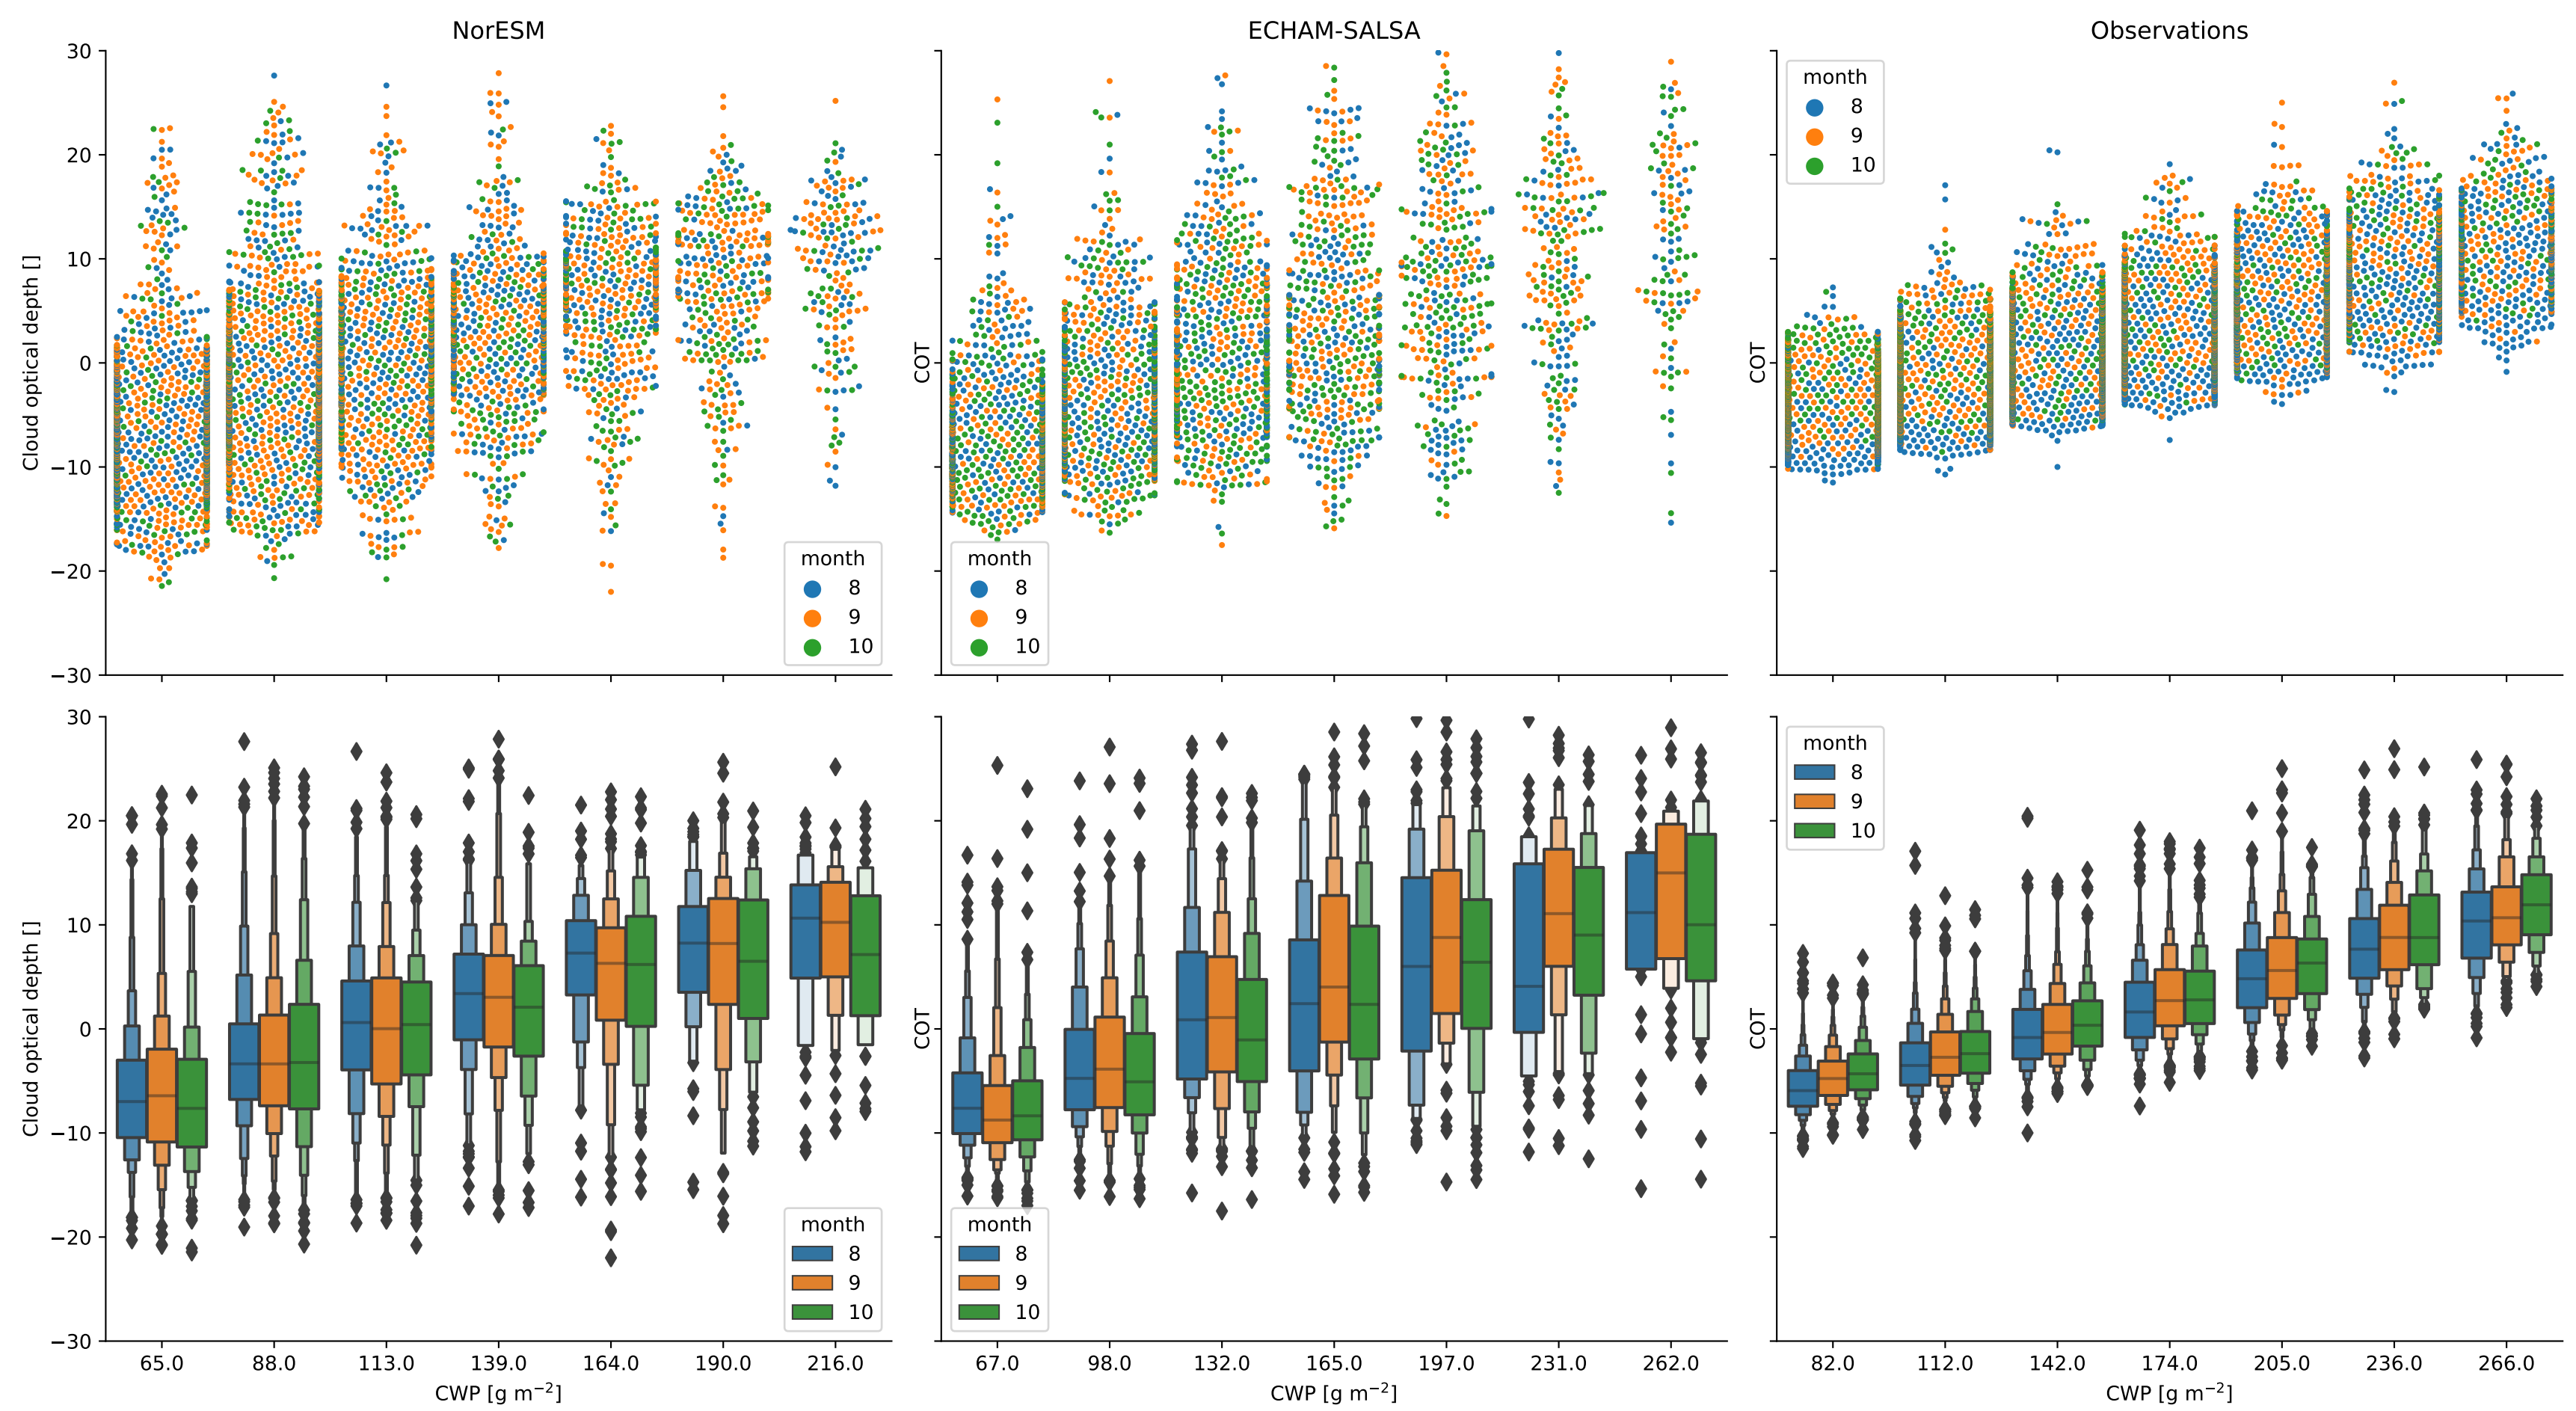 NorESM
ECHAM-SALSA
Observations
Cloud optical depth []
30
20
10
0
−10
−20
−30
month
8
9
10
COT
month
8
9
10
COT
month
8
9
10
Cloud optical depth []
30
20
10
0
−10
−20
−30
month
8
9
10
65.0 88.0 113.0 139.0 164.0 190.0 216.0
CWP [g m−2]
COT
month
8
9
10
67.0 98.0 132.0 165.0 197.0 231.0 262.0
CWP [g m−2]
COT
month
8
9
10
82.0 112.0 142.0 174.0 205.0 236.0 266.0
CWP [g m−2]